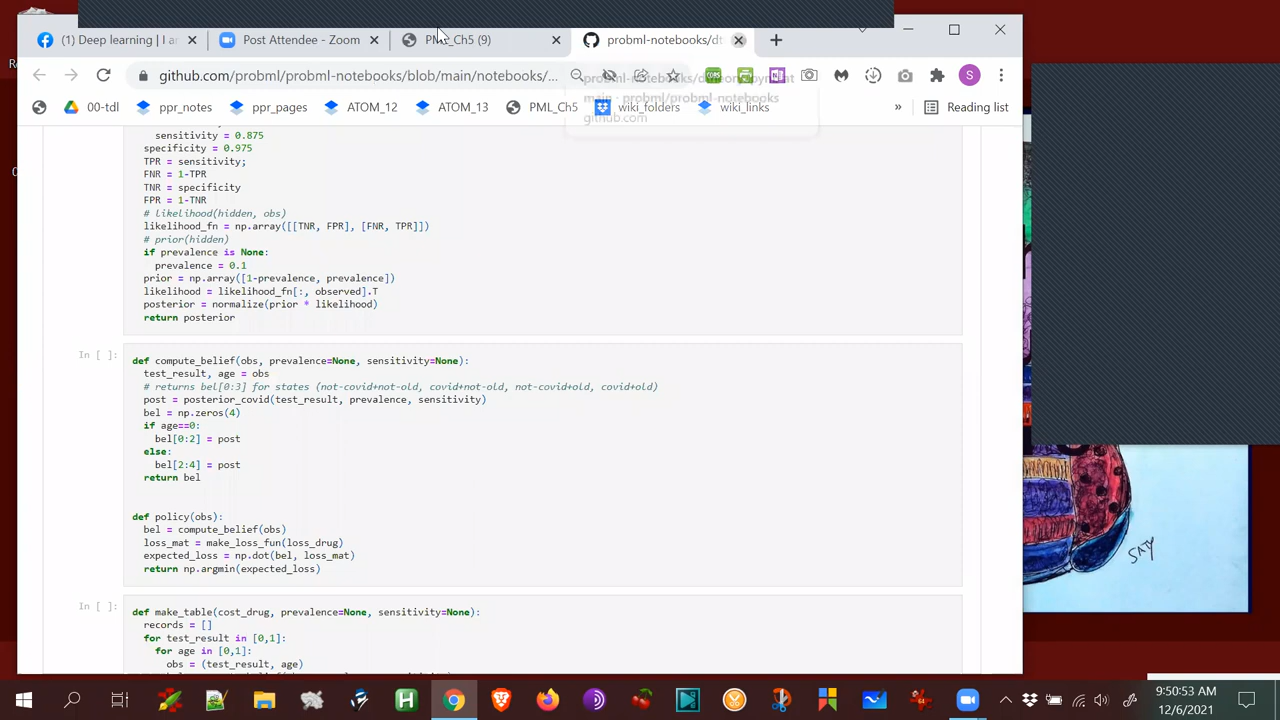 (1) Deep learning | I ar
Post Attendee - Zoom
PML_Ch5 (9)
probml-notebooks/dt
github.com/probml/probml-notebooks/blob/main/notebooks/...
main - probml/probml-notebooks
github.com
00-tdl
ppr_notes
ppr_pages
ATOM_12
ATOM_13
PML_Ch5
wiki_folders
wiki_links
»
Reading list
sensitivity = 0.875
specificity = 0.975
TPR = sensitivity;
FNR = 1-TPR
TNR = specificity
FPR = 1-TNR
# likelihood(hidden, obs)
likelihood_fn = np.array([[TNR, FPR], [FNR, TPR]])
# prior(hidden)
if prevalence is None:
prevalence = 0.1
prior = np.array([1-prevalence, prevalence])
likelihood = likelihood_fn[:, observed].T
posterior = normalize(prior * likelihood)
return posterior
In [ ]:
def compute_belief(obs, prevalence=None, sensitivity=None):
test_result, age = obs
# returns bel[0:3] for states (not-covid+not-old, covid+not-old, not-covid+old, covid+old)
post = posterior_covid(test_result, prevalence, sensitivity)
bel = np.zeros(4)
if age==0:
bel[0:2] = post
else:
bel[2:4] = post
return bel
def policy(obs):
bel = compute_belief(obs)
loss_mat = make_loss_fun(loss_drug)
expected_loss = np.dot(bel, loss_mat)
return np.argmin(expected_loss)
In [ ]:
def make_table(cost_drug, prevalence=None, sensitivity=None):
records = []
for test_result in [0,1]:
for age in [0,1]:
obs = (test_result, age)
SATY
9:50:53 AM
12/6/2021